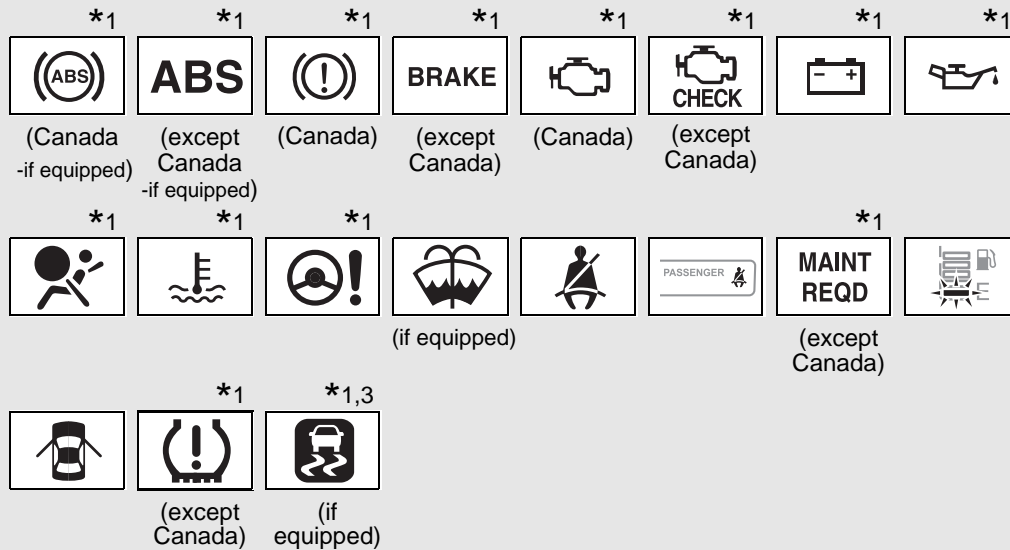 *1 *1 *1 *1 *1 *1 *1 *1
ABS ABS ! BRAKE CHECK - +
(Canada -if equipped) (except Canada -if equipped) (Canada) (except Canada) (Canada) (except Canada)
*1 *1 *1 *1
! PASSENGER MAINT REQD E
(if equipped) (except Canada)
*1 *1,3
!
(except Canada) (if equipped)